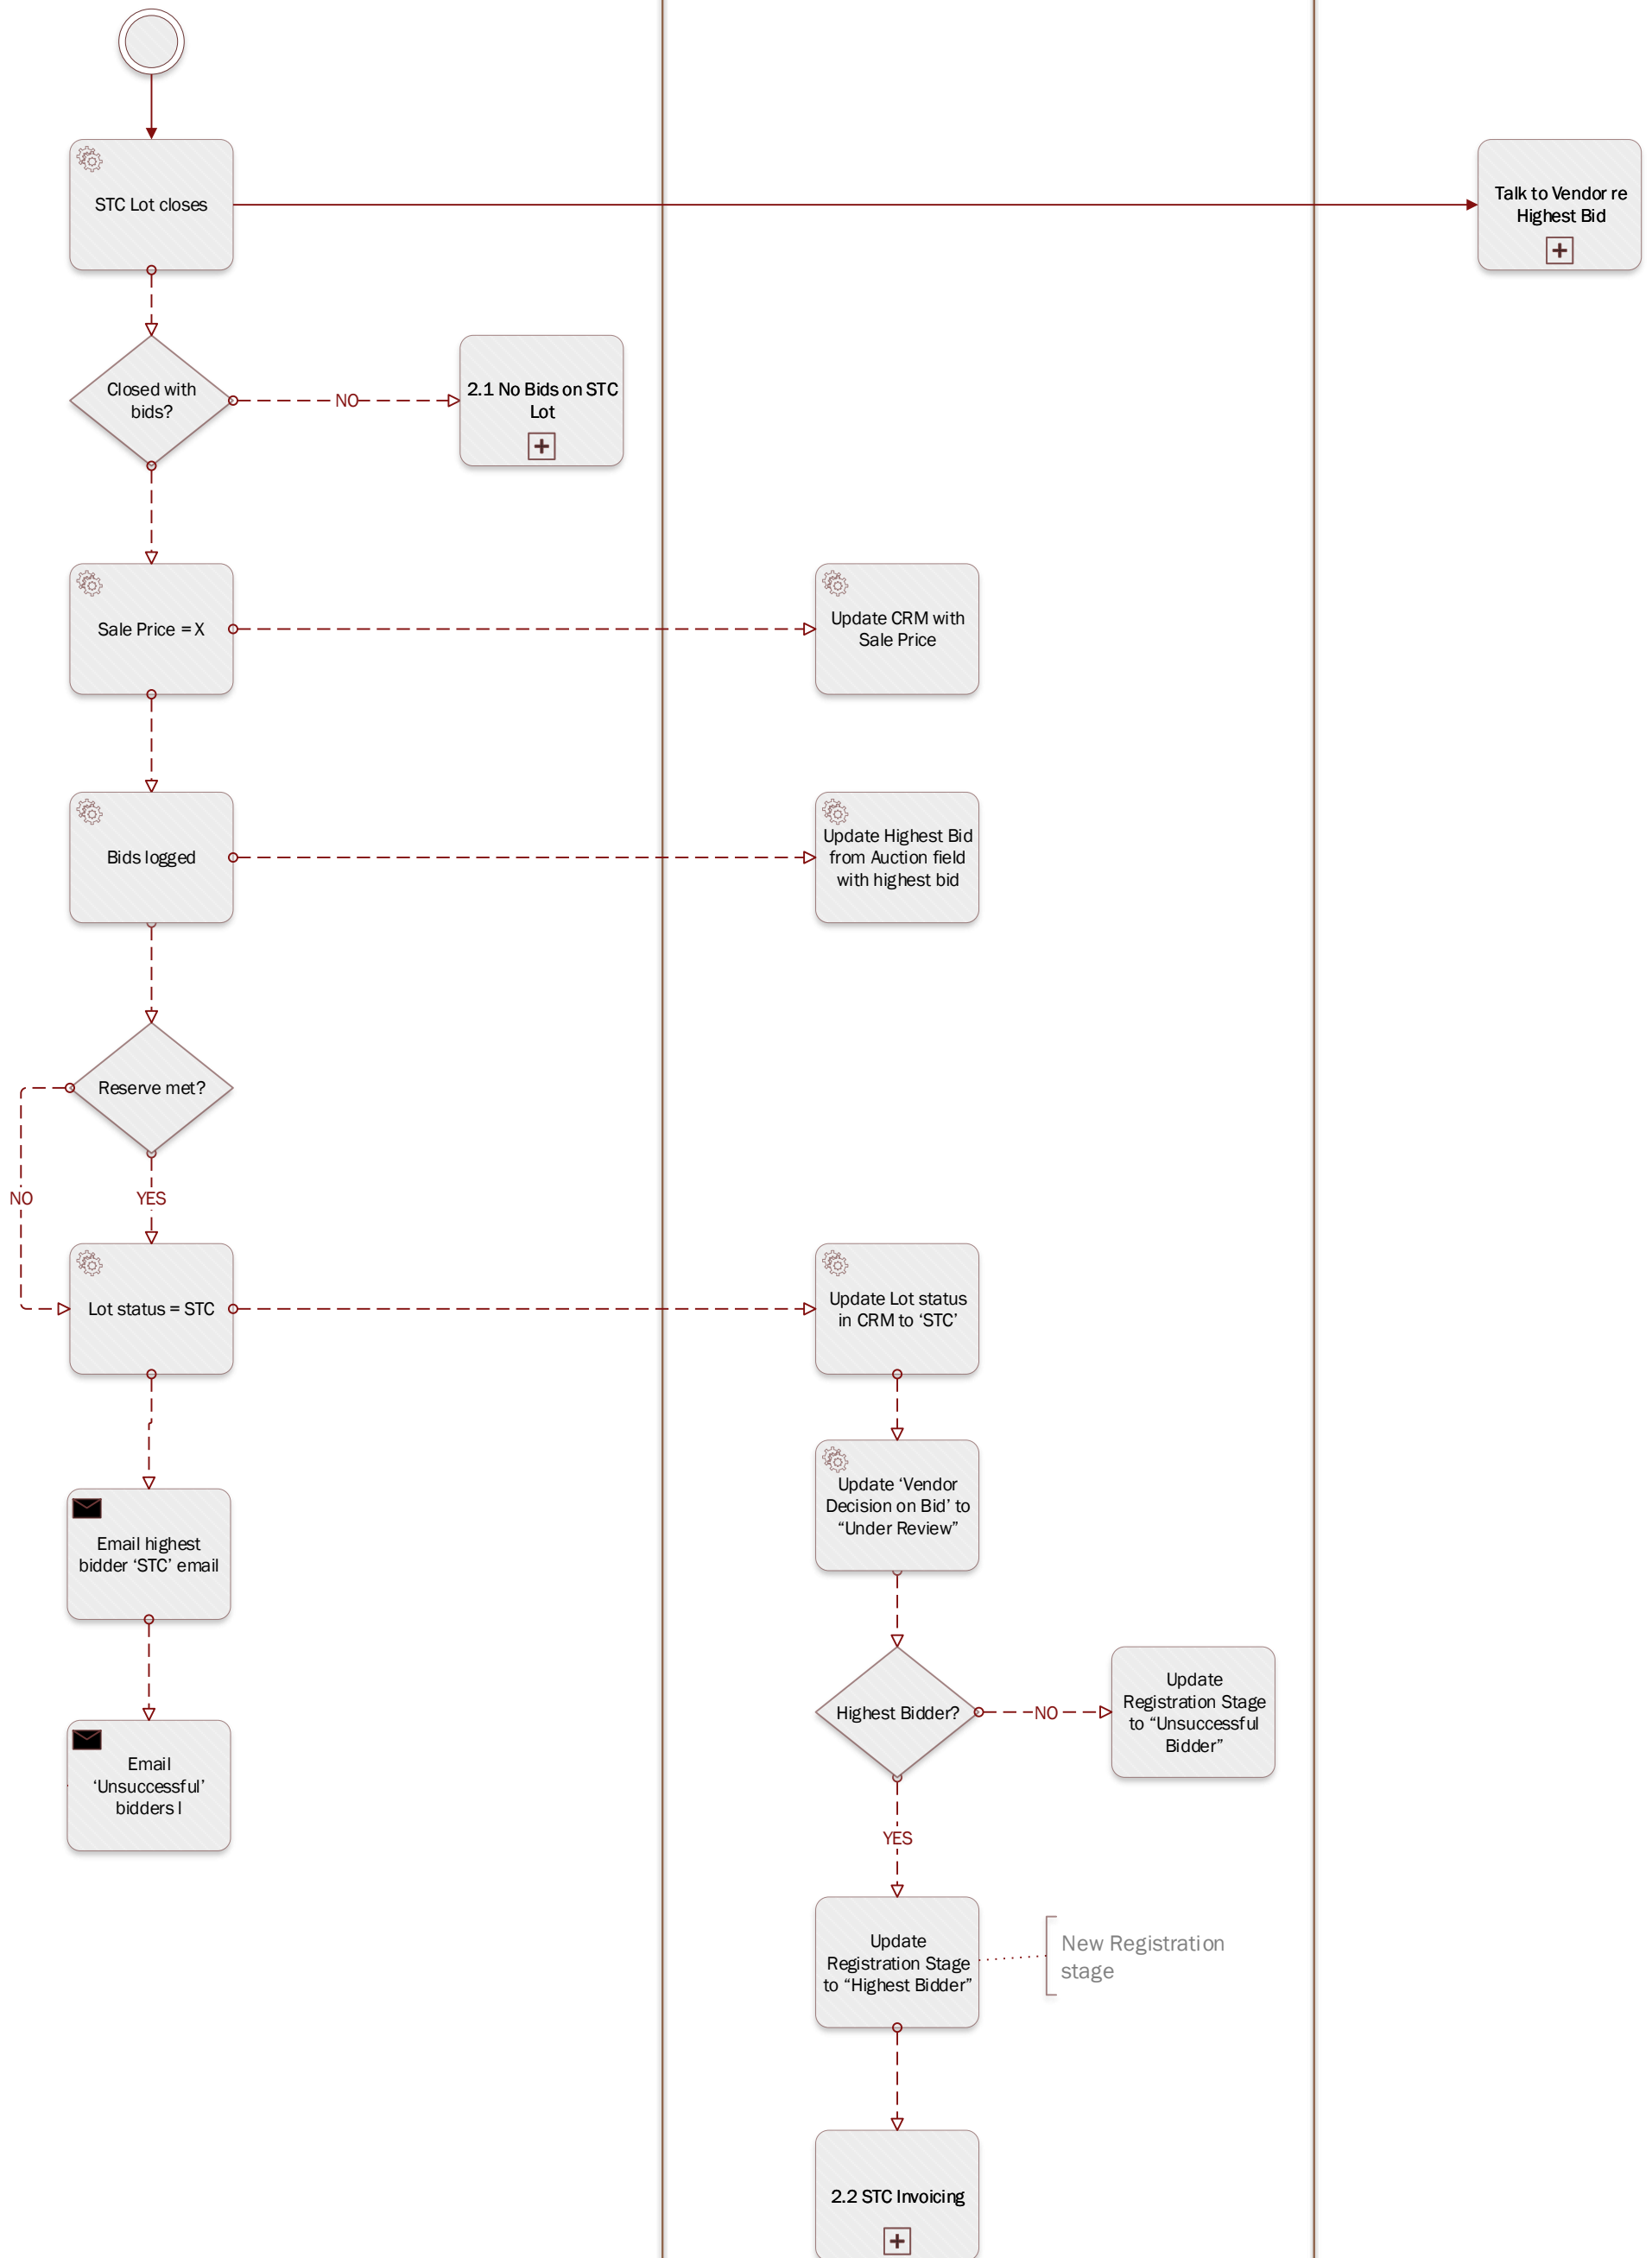 STC Lot closes
Talk to Vendor re
Highest Bid
Closed with
bids?
NO
2.1 No Bids on STC
Lot
Sale Price = X
Update CRM with
Sale Price
Bids logged
Update Highest Bid
from Auction field
with highest bid
Reserve met?
NO
YES
Lot status = STC
Update Lot status
in CRM to ‘STC’
Email highest
bidder ‘STC’ email
Update ‘Vendor
Decision on Bid’ to
“Under Review”
Email
‘Unsuccessful’
bidders l
Highest Bidder?
NO
Update
Registration Stage
to “Unsuccessful
Bidder”
YES
Update
Registration Stage
to “Highest Bidder”
New Registration
stage
2.2 STC Invoicing